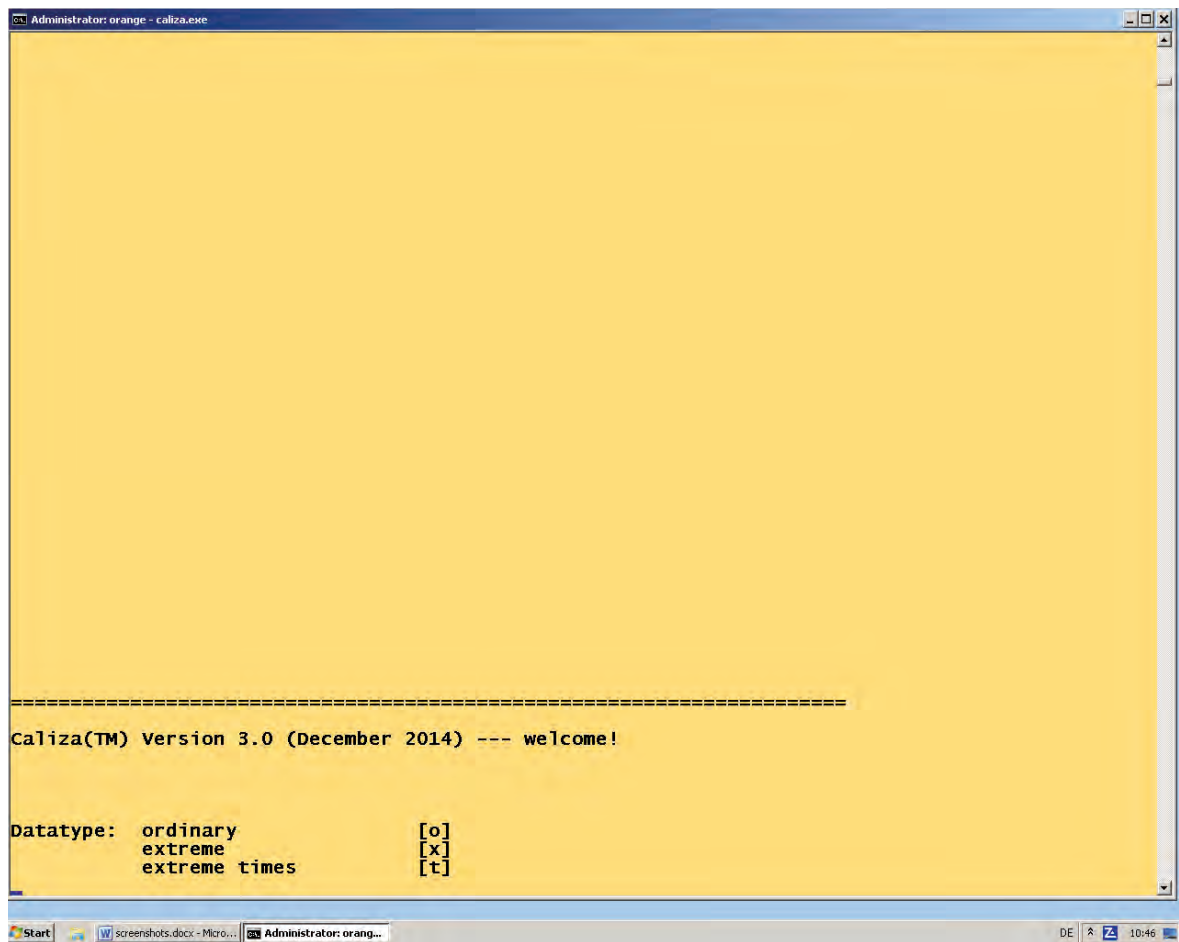 Administrator: orange - caliza.exe
======================================================================
Caliza(TM) Version 3.0 (December 2014) --- welcome!
Datatype: ordinary [o]
extreme [x]
extreme times [t]
Start screenshots.docx - Micro... Administrator: orang... DE 10:46